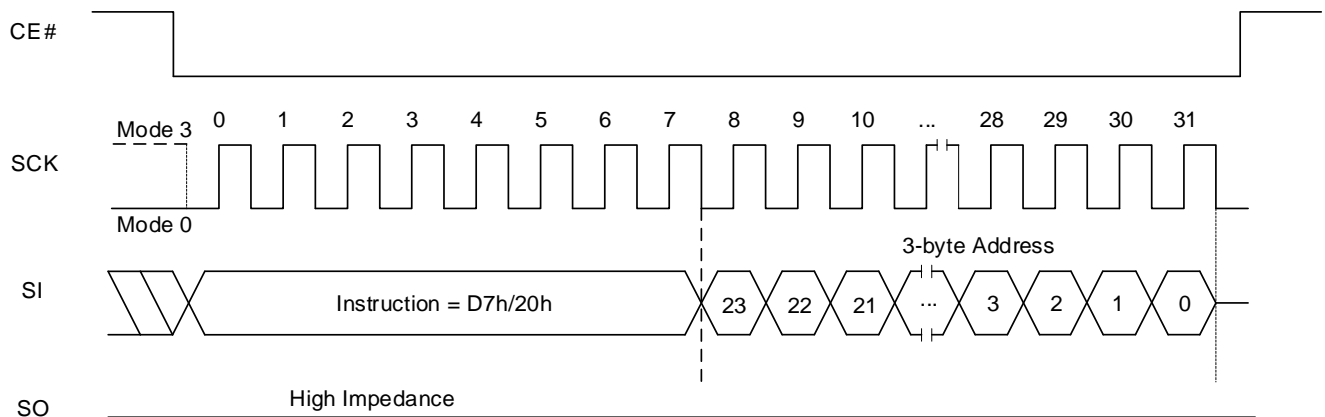 CE#
0 1 2 3 4 5 6 7 8 9 10 ... 28 29 30 31
Mode 3
SCK
Mode 0
3-byte Address
SI
Instruction = D7h/20h 23 22 21 ... 3 2 1 0
High Impedance
SO